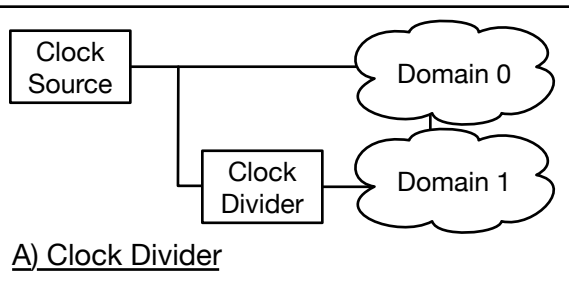 Clock
Source
Domain 0
Clock
Divider
Domain 1
A) Clock Divider